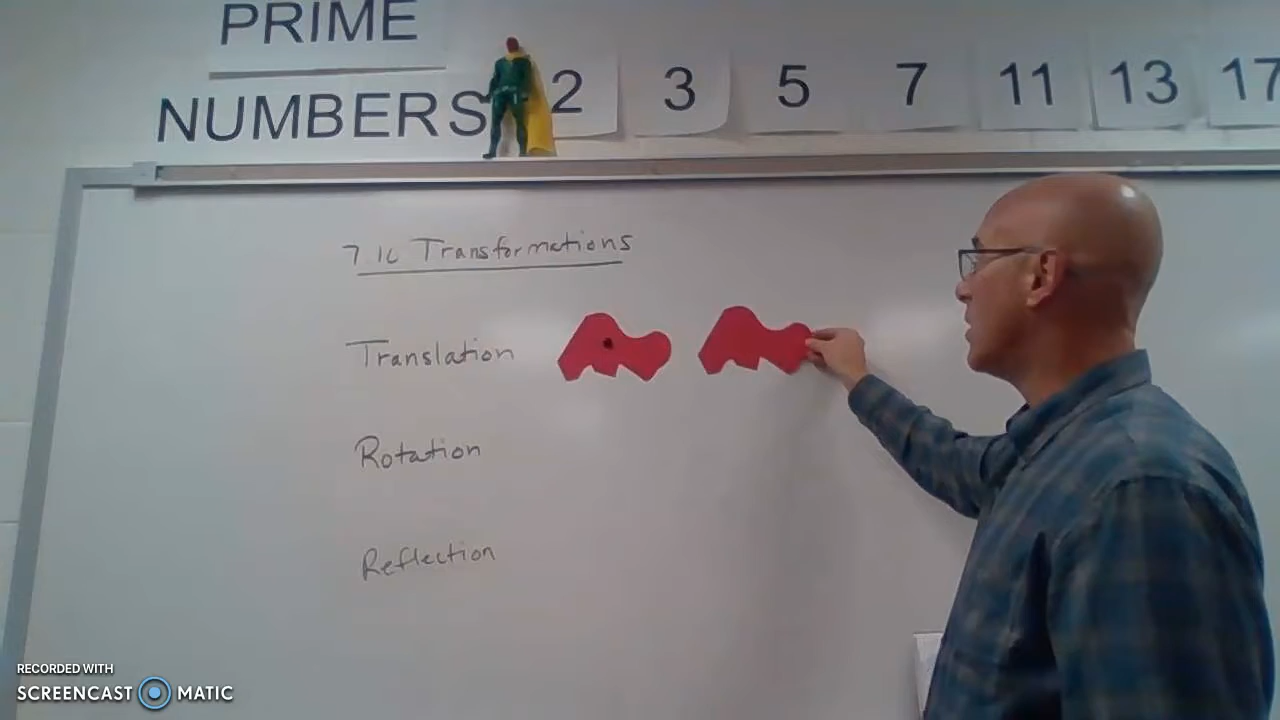 PRIME
NUMBERS 2 3 5 7 11 13 17
7 1c Transformations
Translation
Rotation
Reflection
RECORDED WITH
SCREENCAST MATIC